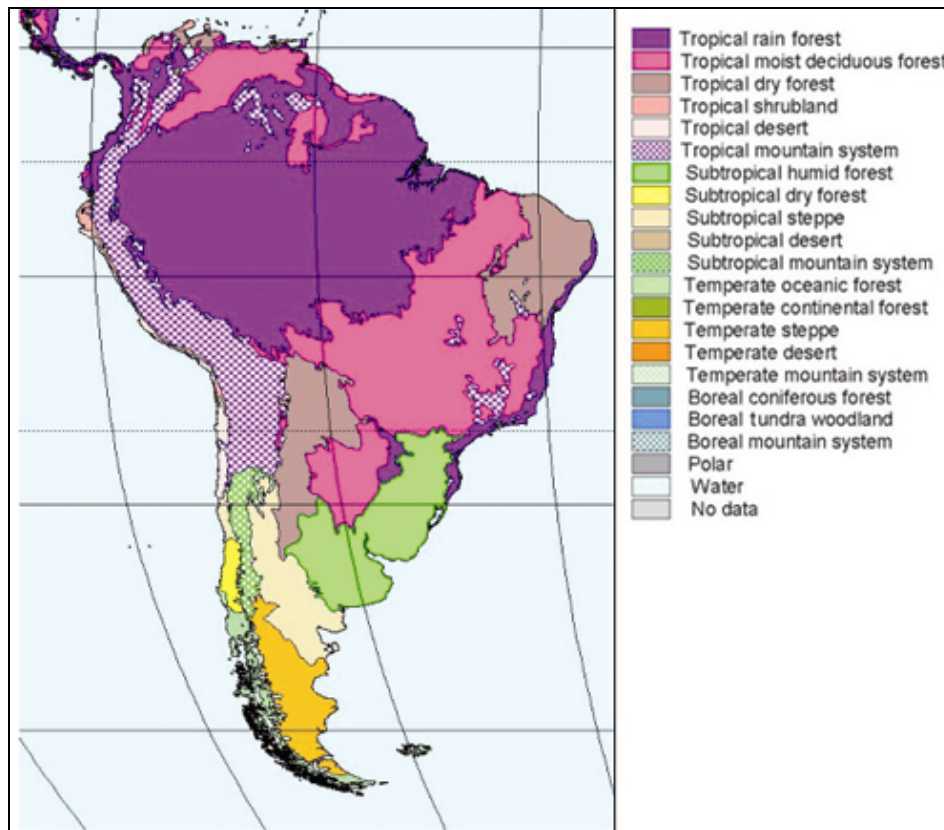 Tropical rain forest
Tropical moist deciduous forest
Tropical dry forest
Tropical shrubland
Tropical desert
Tropical mountain system
Subtropical humid forest
Subtropical dry forest
Subtropical steppe
Subtropical desert
Subtropical mountain system
Temperate oceanic forest
Temperate continental forest
Temperate steppe
Temperate desert
Temperate mountain system
Boreal coniferous forest
Boreal tundra woodland
Boreal mountain system
Polar
Water
No data